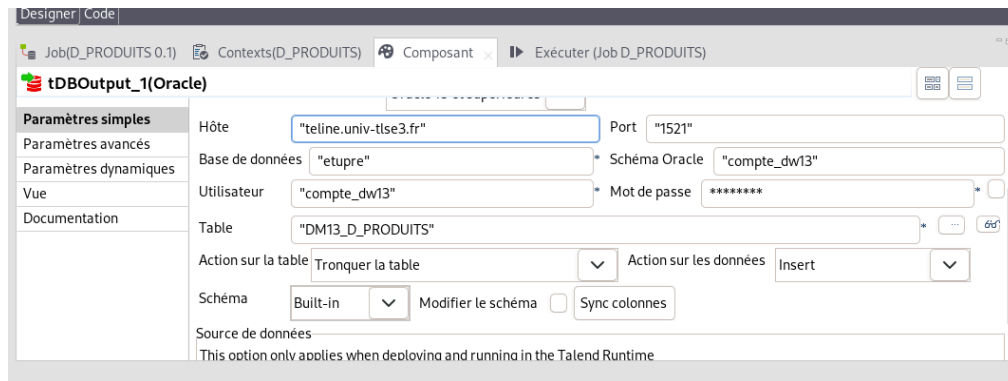 Designer Code
Job(D_PRODUITS 0.1) Contexts(D_PRODUITS) Composant Exécuter (Job D_PRODUITS)
tDBOutput_1(Oracle)
Paramètres simples
Paramètres avancés
Paramètres dynamiques
Vue
Documentation
Hôte "teline.univ-tlse3.fr" Port "1521"
Base de données "etupre" * Schéma Oracle "compte_dw13"
Utilisateur "compte_dw13" * Mot de passe ******** *
Table "DM13_D_PRODUITS" * ...
Action sur la table Tronquer la table Action sur les données Insert
Schéma Built-in Modifier le schéma Sync colonnes
Source de données
This option only applies when deploying and running in the Talend Runtime